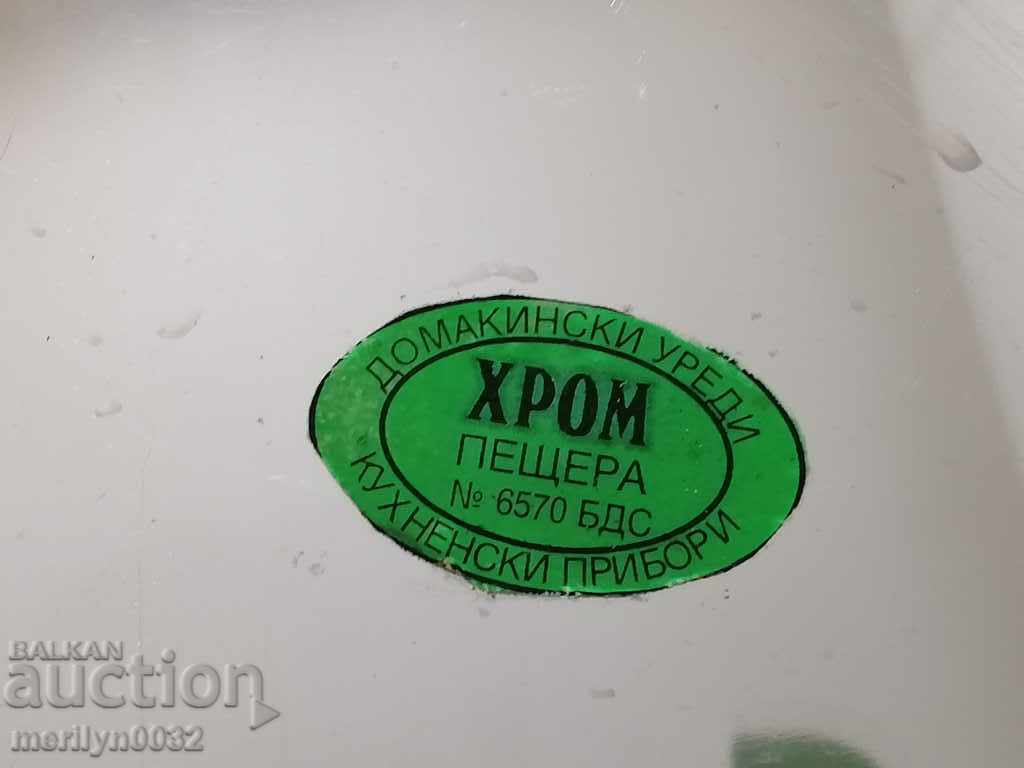 ДОМАКИНСКИ УРЕДИ
ХРОМ
ПЕЩЕРА
№ 6570 БДС
КУХНЕНСКИ ПРИБОРИ
BALKAN
auction
merilyn0032